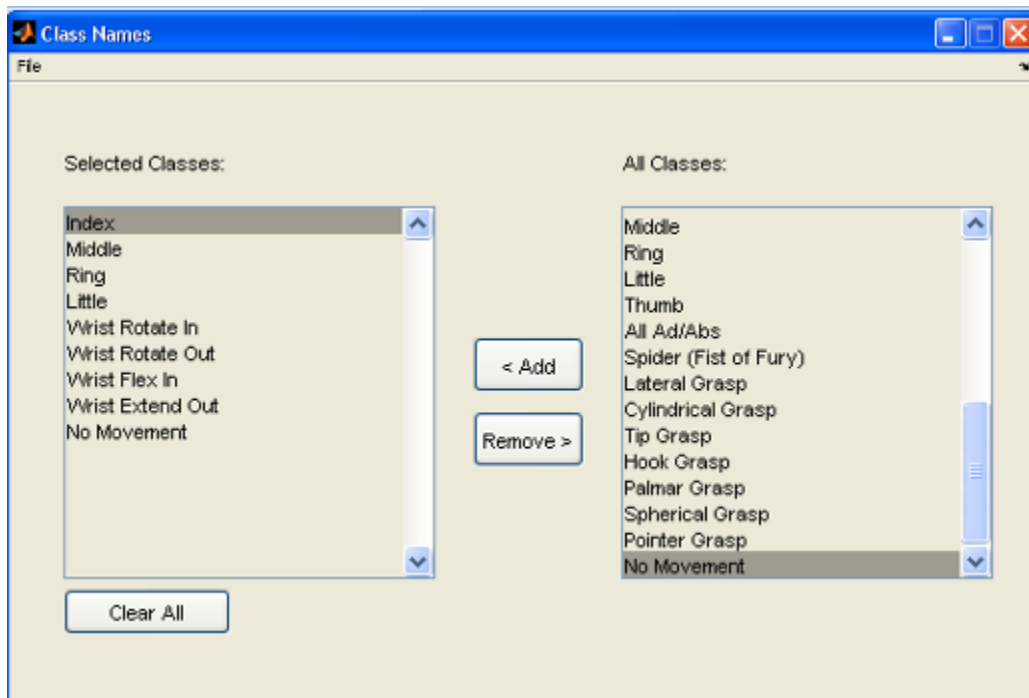 Class Names
File
Selected Classes:
Index
Middle
Ring
Little
Wrist Rotate In
Wrist Rotate Out
Wrist Flex In
Wrist Extend Out
No Movement
Clear All
< Add
Remove >
All Classes:
Middle
Ring
Little
Thumb
All Ad/Abs
Spider (Fist of Fury)
Lateral Grasp
Cylindrical Grasp
Tip Grasp
Hook Grasp
Palmar Grasp
Spherical Grasp
Pointer Grasp
No Movement